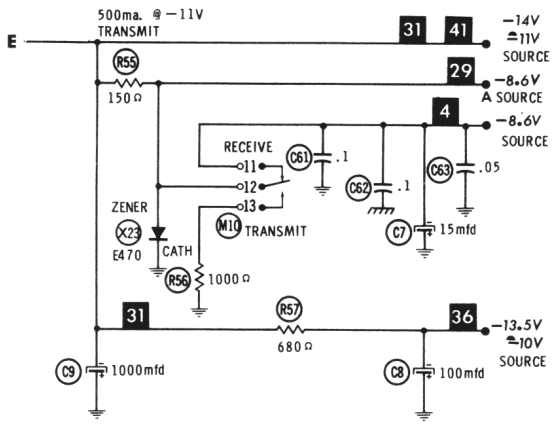 500ma. @ -11V
TRANSMIT
31
41
-14V
≏11V
SOURCE
E
R55
150Ω
29
-8.6V
A SOURCE
4
-8.6V
SOURCE
RECEIVE
11
12
13
C61
.1
C62
.1
C63
.05
M10
TRANSMIT
C7
15mfd
ZENER
X23
E470
CATH
R56
1000Ω
31
R57
680Ω
36
-13.5V
≏10V
SOURCE
C9
1000mfd
C8
100mfd